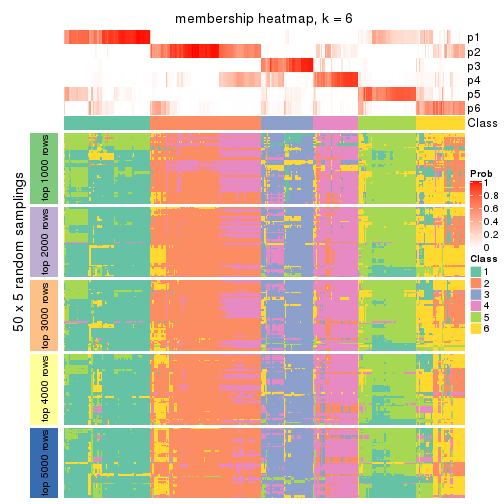 membership heatmap, k = 6
p1
p2
p3
p4
p5
p6
Class
50 x 5 random samplings
top 1000 rows
top 2000 rows
top 3000 rows
top 4000 rows
top 5000 rows
Prob
1
0.8
0.6
0.4
0.2
0
Class
1
2
3
4
5
6